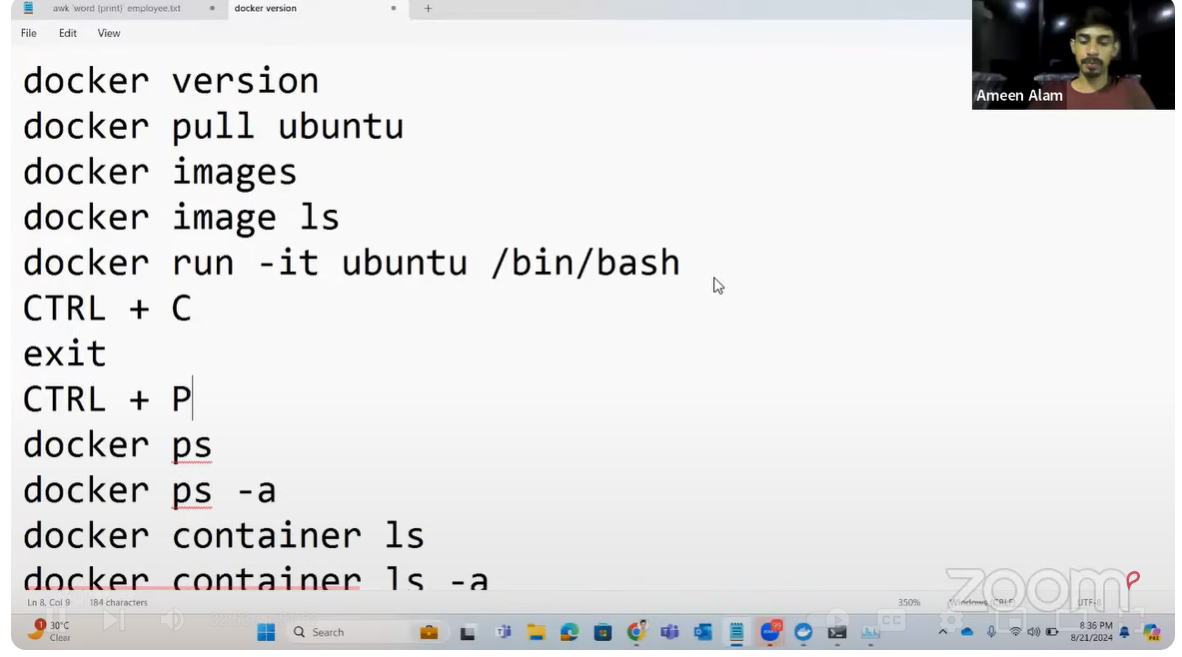 awk 'word {print} employee.txt
docker version
File Edit View
Ameen Alam
docker version
docker pull ubuntu
docker images
docker image ls
docker run -it ubuntu /bin/bash
CTRL + C
exit
CTRL + P
docker ps
docker ps -a
docker container ls
docker container ls -a
zoom
Ln 8, Col 9 184 characters 350% Windows (CRLF) UTF-8
1 30°C
Clear
Search
8:36 PM
8/21/2024